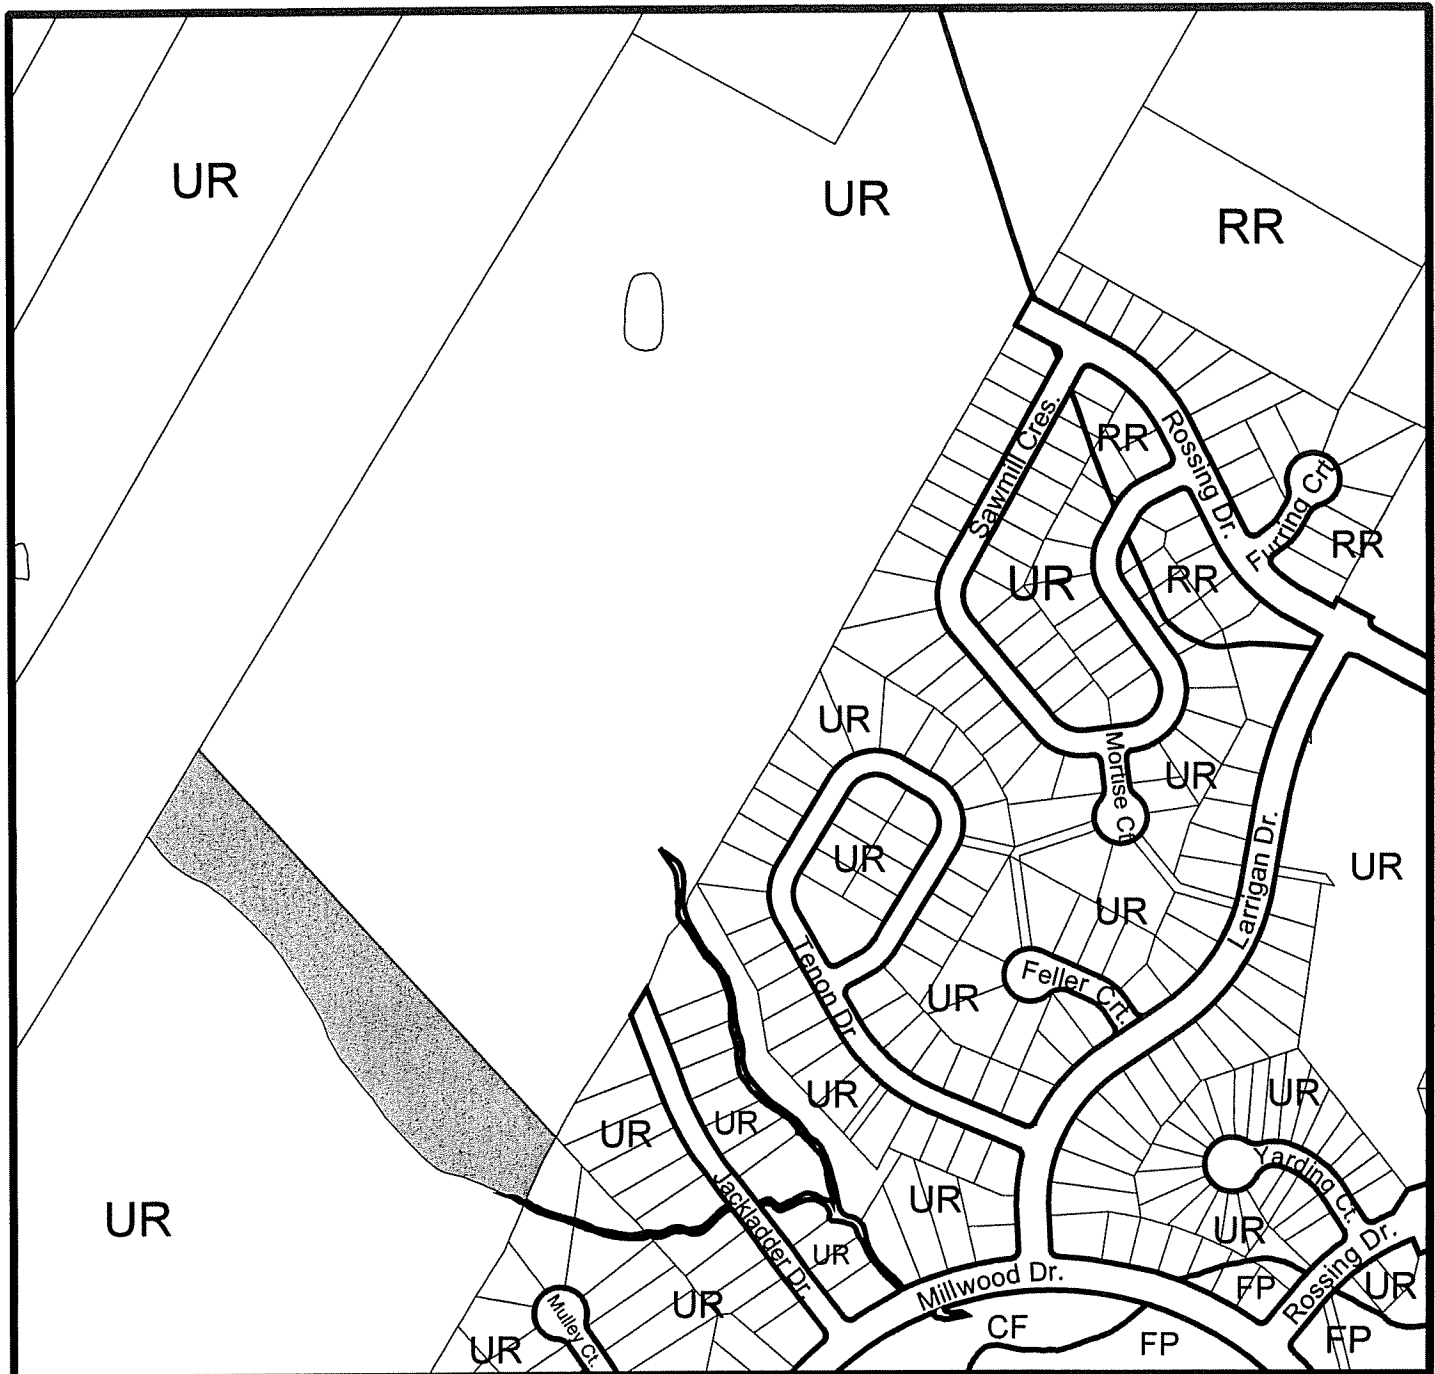 UR
UR
RR
Sawmill Cres.
RR
Rossing Dr.
Furring Crt
RR
UR
RR
UR
Mortise Ct
UR
UR
Larrigan Dr.
UR
UR
Tenon Dr.
UR
Feller Crt.
UR
UR
UR
UR
Yarding Ct.
UR
Jackladder Dr.
UR
UR
UR
Rossing Dr.
UR
Millwood Dr.
FP
UR
Mulley Ct.
UR
CF
FP
FP
UR